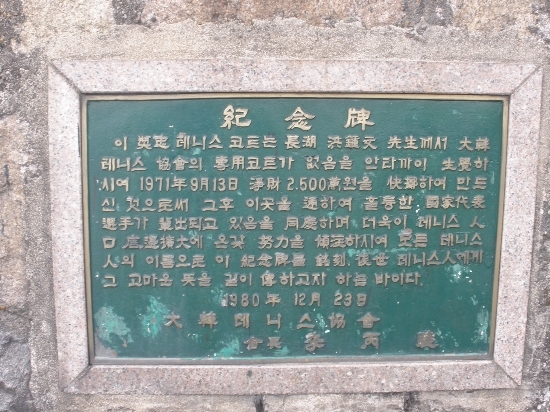 紀念碑
이 奬忠 테니스 코트는 長湖 洪鍾文 先生께서 大韓
테니스 協會의 專用코트가 없음을 안타까이 生覺하
시여 1971年9月13日 淨財 2.500萬원을 快擲하여 만드
신 것으로써 그후 이곳을 通하여 훌륭한 國家代表
選手가 輩出되고 있음을 同慶하며 더욱이 테니스 人
口 底邊擴大에 온갖 努力을 傾注하시여 모든 테니스
人의 이름으로 이 紀念碑를 銘刻 後世 테니스人에게
그 고마운 뜻을 길이 傳하고자 하는 바이다.
1980年 12月 23日
大韓테니스協會
會長